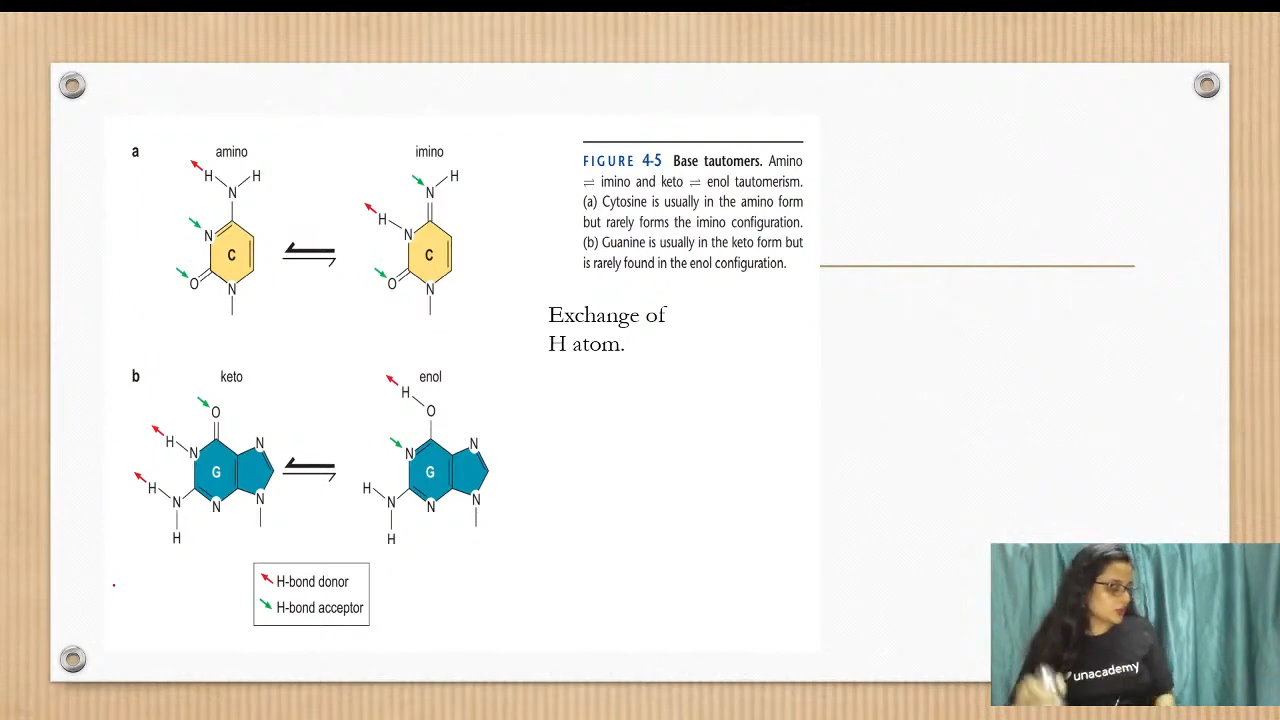 a
amino
imino
H
H
N
N
C
O
N
H
N
H
N
C
O
N
FIGURE 4-5 Base tautomers. Amino
⇌ imino and keto ⇌ enol tautomerism.
(a) Cytosine is usually in the amino form
but rarely forms the imino configuration.
(b) Guanine is usually in the keto form but
is rarely found in the enol configuration.
Exchange of
H atom.
b
keto
enol
O
H
N
N
G
H
N
N
N
H
H
O
N
N
G
H
N
N
N
H
H-bond donor
H-bond acceptor
unacademy